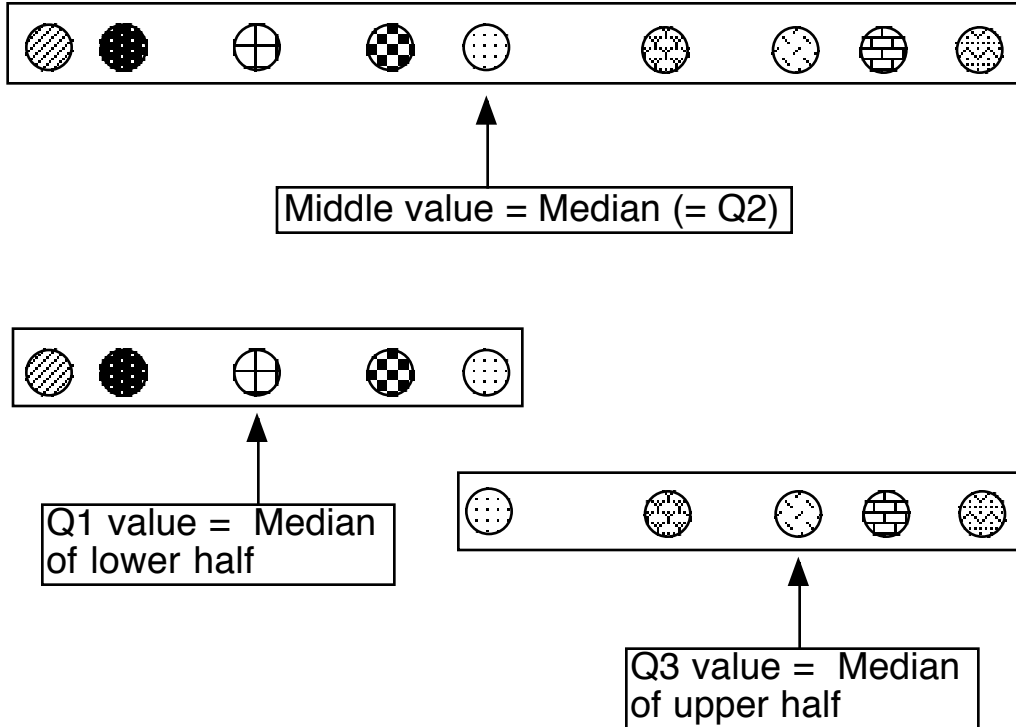 Middle value = Median (= Q2)
Q1 value =  Median
of lower half
Q3 value =  Median
of upper half